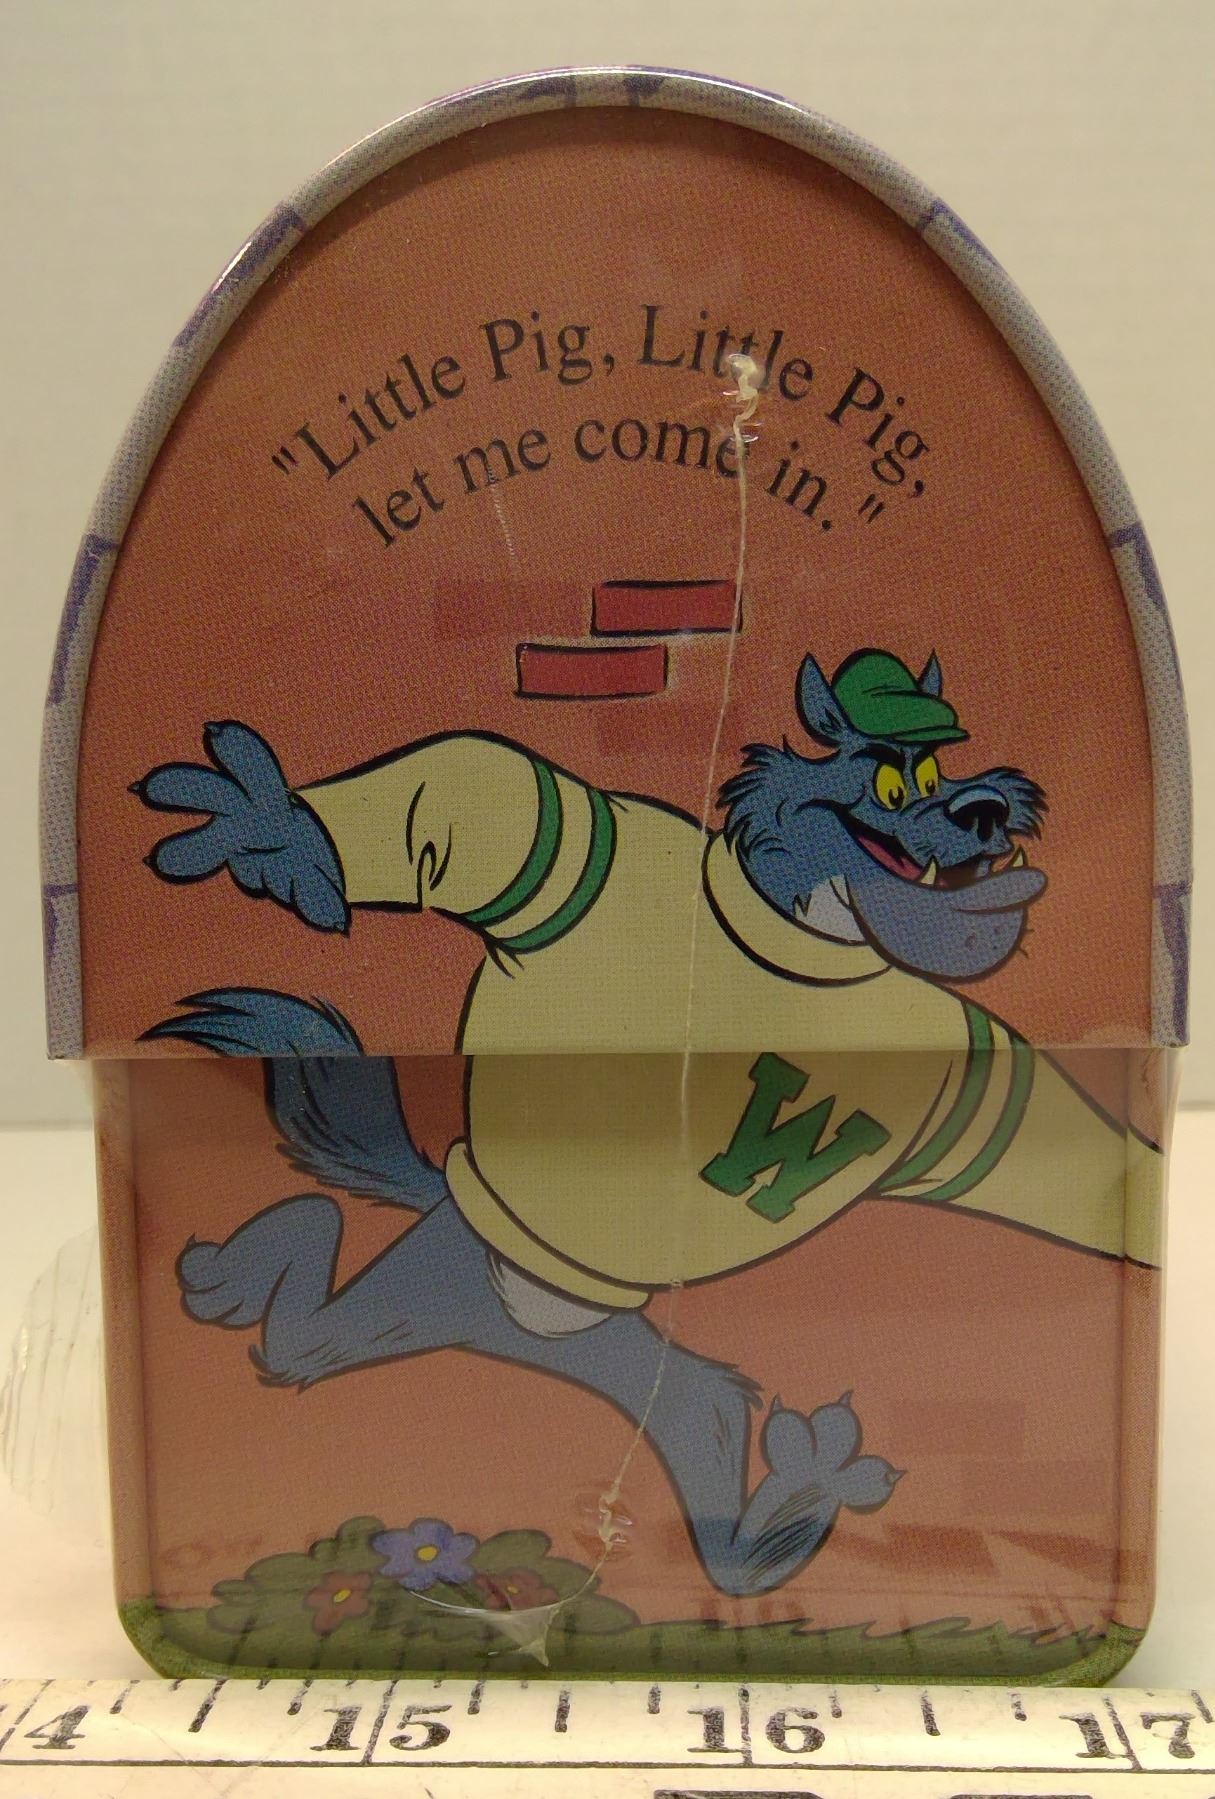 "Little Pig, Little Pig,
let me come in."
W
4 15 16 17